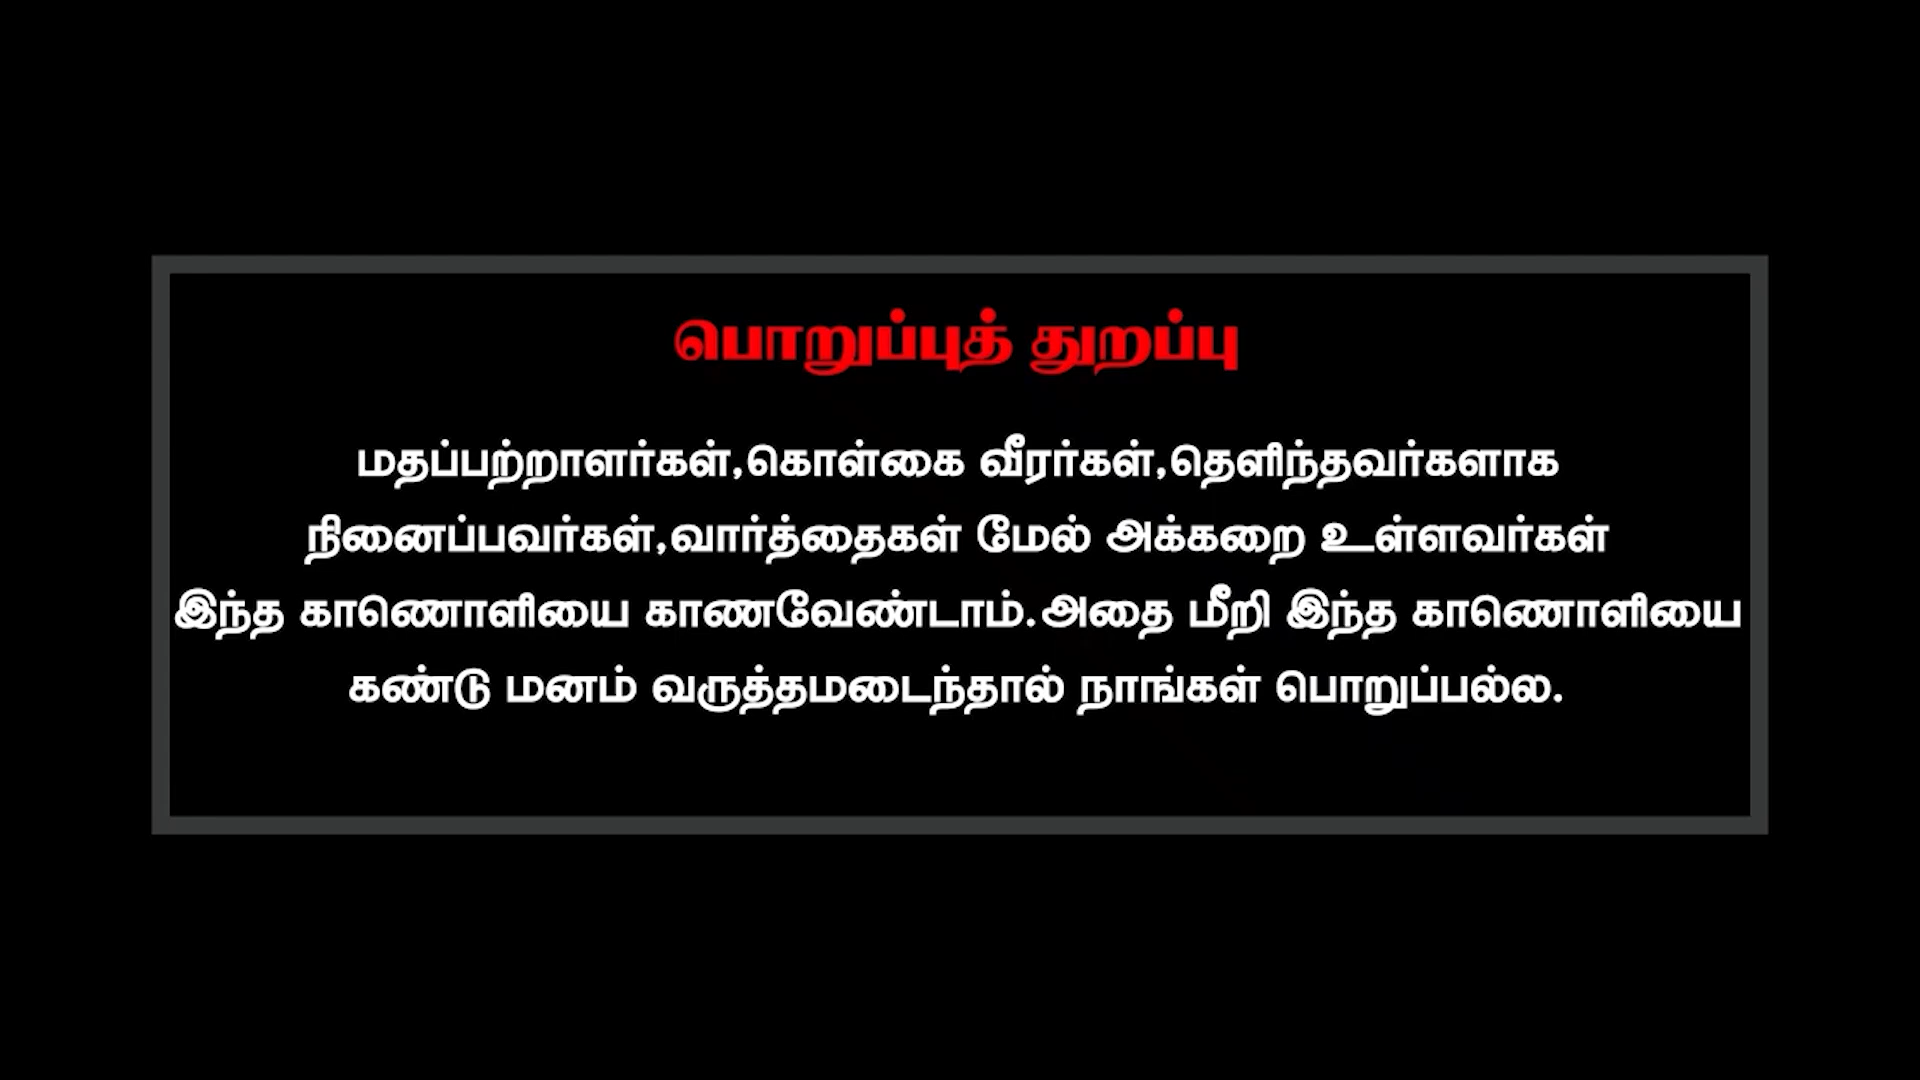 பொறுப்புத் துறப்பு
மதப்பற்றாளர்கள்,கொள்கை வீரர்கள்,தெளிந்தவர்களாக
நினைப்பவர்கள்,வார்த்தைகள் மேல் அக்கறை உள்ளவர்கள்
இந்த காணொளியை காணவேண்டாம்.அதை மீறி இந்த காணொளியை
கண்டு மனம் வருத்தமடைந்தால் நாங்கள் பொறுப்பல்ல.